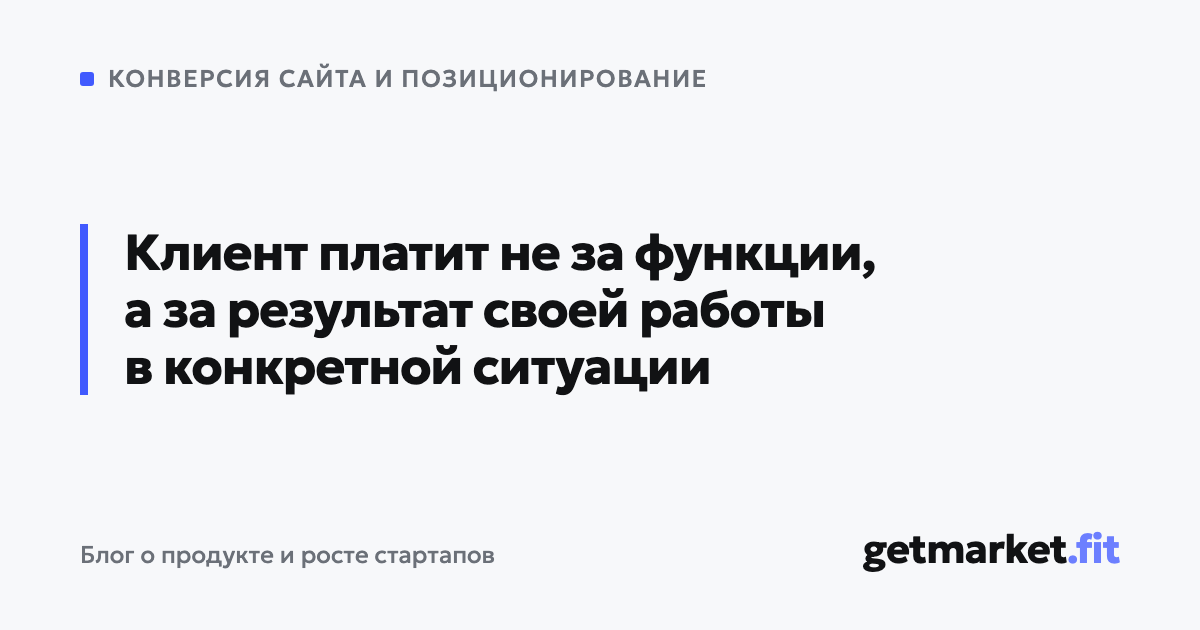 КОНВЕРСИЯ САЙТА И ПОЗИЦИОНИРОВАНИЕ
Клиент платит не за функции,
а за результат своей работы
в конкретной ситуации
Блог о продукте и росте стартапов
getmarket.fit